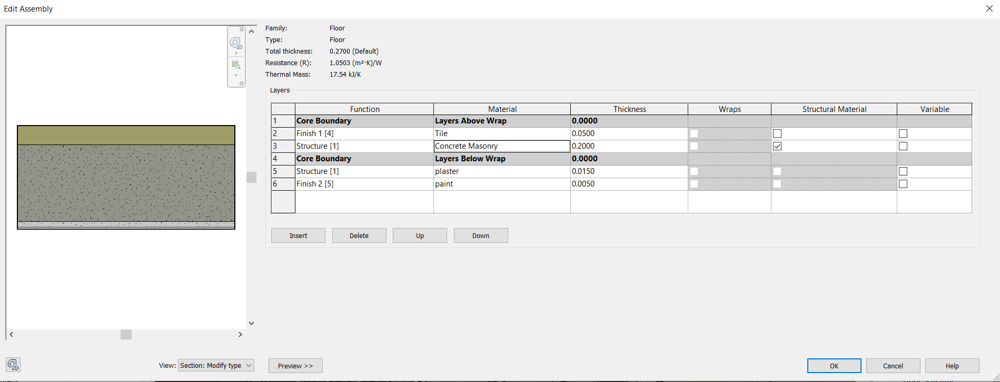 Edit Assembly
2D
Family: Floor
Type: Floor
Total thickness: 0.2700 (Default)
Resistance (R): 1.0503 (m²·K)/W
Thermal Mass: 17.54 kJ/K
Layers
Function Material Thickness Wraps Structural Material Variable
1 Core Boundary Layers Above Wrap 0.0000
2 Finish 1 [4] Tile 0.0500
3 Structure [1] Concrete Masonry 0.2000
4 Core Boundary Layers Below Wrap 0.0000
5 Structure [1] plaster 0.0150
6 Finish 2 [5] paint 0.0050
Insert Delete Up Down
2D View: Section: Modify type Preview >> OK Cancel Help